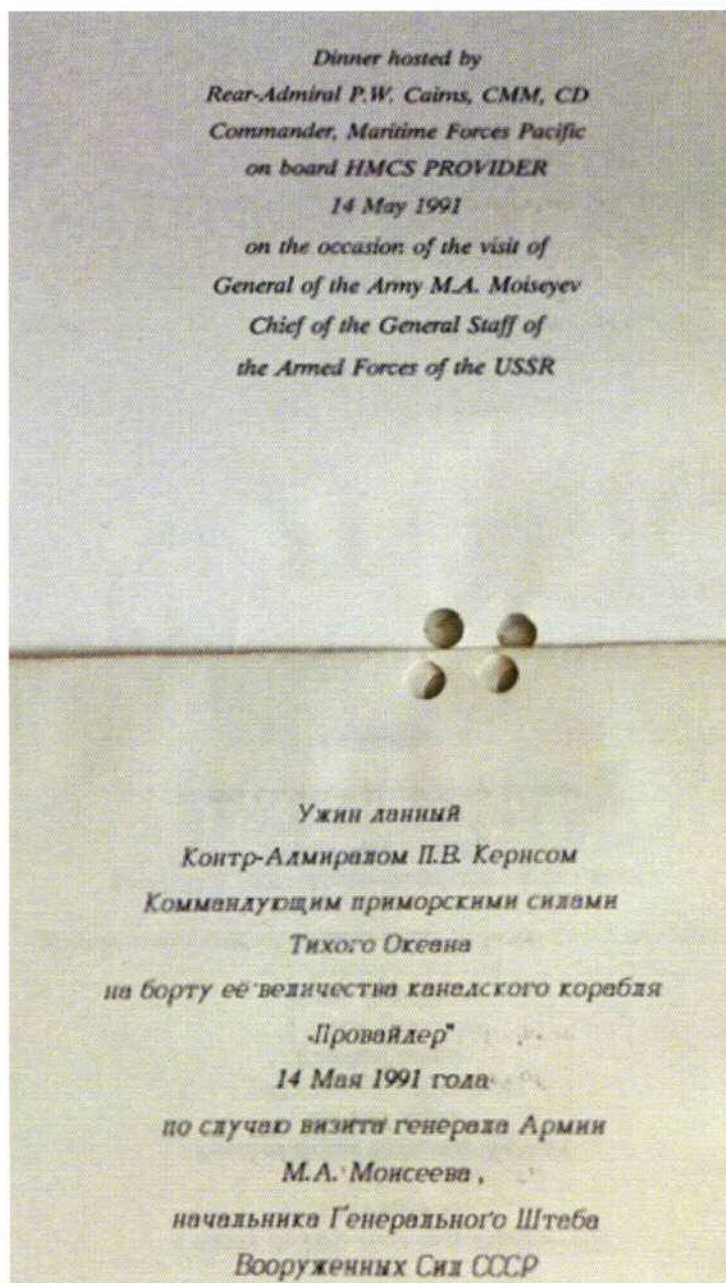 Dinner hosted by
Rear-Admiral P.W. Cairns, CMM, CD
Commander, Maritime Forces Pacific
on board HMCS PROVIDER
14 May 1991
on the occasion of the visit of
General of the Army M.A. Moiseyev
Chief of the General Staff of
the Armed Forces of the USSR
Ужин данный
Контр-Адмиралом П.В. Кернсом
Коммандующим приморскими силами
Тихого Океана
на борту её величества канадского корабля
„Провайдер"
14 Мая 1991 года
по случаю визита генерала Армии
М.А. Моисеева,
начальника Генерального Штаба
Вооруженных Сил СССР